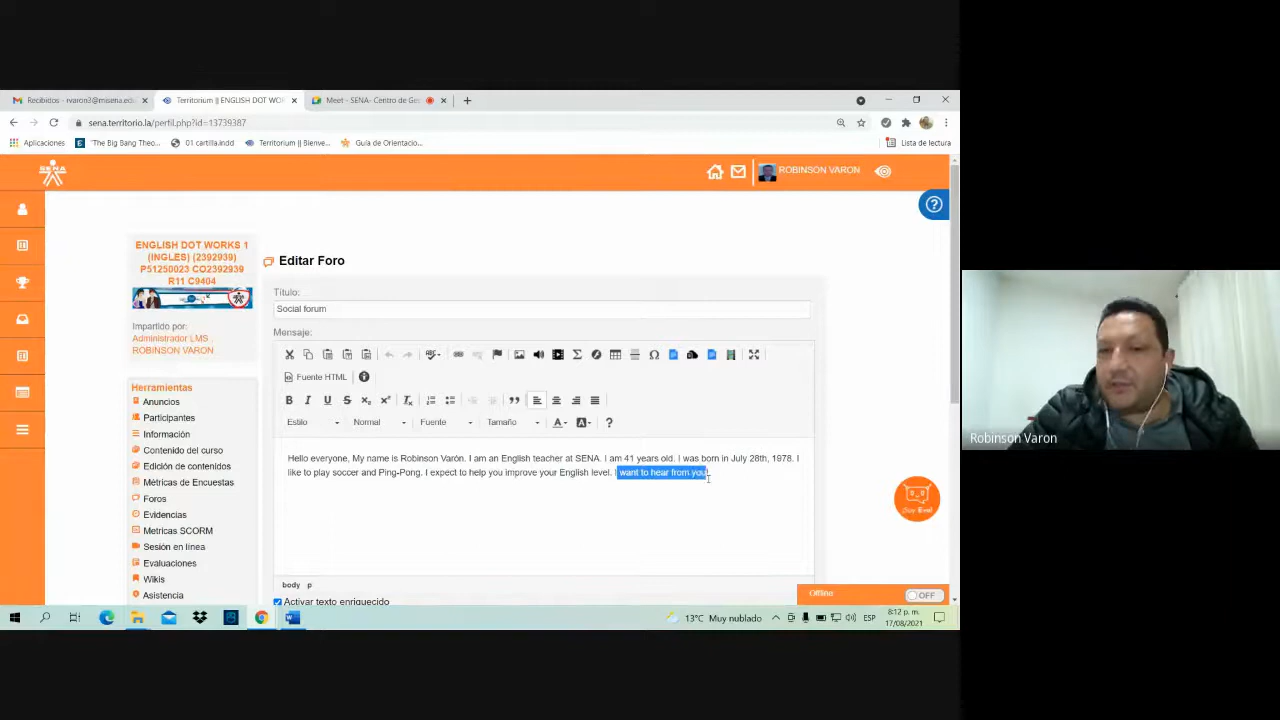 Recibidos - rvaron3@misena.edu
Territorium || ENGLISH DOT WO
Meet - SENA- Centro de Ges
sena.territorio.la/perfil.php?id=13739387
Aplicaciones
"The Big Bang Theo...
01 cartilla.indd
Territorium || Bienve...
Guía de Orientacio...
Lista de lectura
SENA
ROBINSON VARON
ENGLISH DOT WORKS 1
(INGLES) (2392939)
P51250023 CO2392939
R11 C9404
Impartido por:
Administrador LMS ,
ROBINSON VARON
Herramientas
Anuncios
Participantes
Información
Contenido del curso
Edición de contenidos
Métricas de Encuestas
Foros
Evidencias
Metricas SCORM
Sesión en línea
Evaluaciones
Wikis
Asistencia
Editar Foro
Título:
Social forum
Mensaje:
Fuente HTML
Estilo
Normal
Fuente
Tamaño
Hello everyone, My name is Robinson Varón. I am an English teacher at SENA. I am 41 years old. I was born in July 28th, 1978. I
like to play soccer and Ping-Pong. I expect to help you improve your English level. I want to hear from you
body p
Activar texto enriquecido
Offline
OFF
13°C Muy nublado
ESP
8:12 p. m.
17/08/2021
Robinson Varon